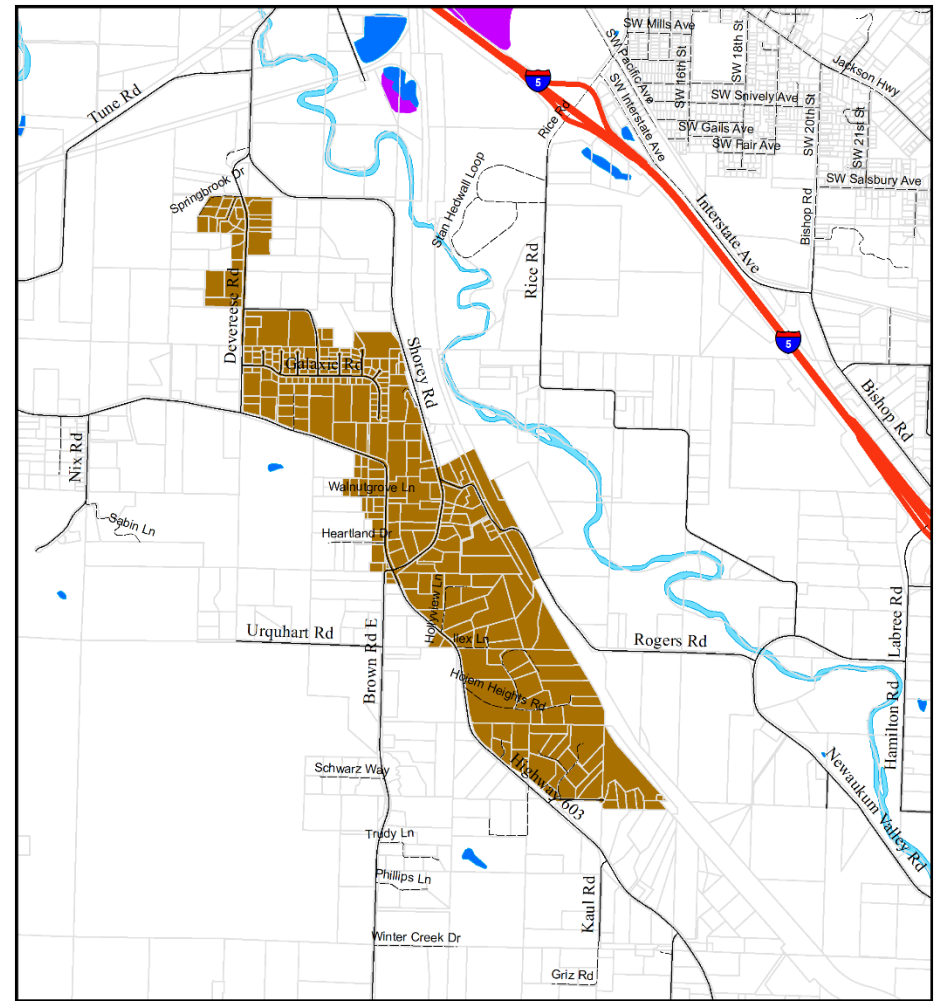 SW Mills Ave
SW Pacific Ave
SW 16th St
SW 18th St
Jackson Hwy
5
SW Interstate Ave
SW Snively Ave
SW 20th St
SW 21st St
Tune Rd
Rice Rd
SW Gails Ave
SW Fair Ave
Springbrook Dr
Stan Hedwall Loop
SW Salsbury Ave
Bishop Rd
Interstate Ave
Rice Rd
Devereese Rd
5
Galaxie Rd
Shorey Rd
Bishop Rd
Nix Rd
Walnutgrove Ln
Sabin Ln
Heartland Dr
Hollyview Ln
Labree Rd
Urquhart Rd
Ilex Ln
Rogers Rd
Brown Rd E
Hojem Heights Rd
Hamilton Rd
Schwarz Way
Highway 603
Newaukum Valley Rd
Trudy Ln
Phillips Ln
Kaul Rd
Winter Creek Dr
Griz Rd